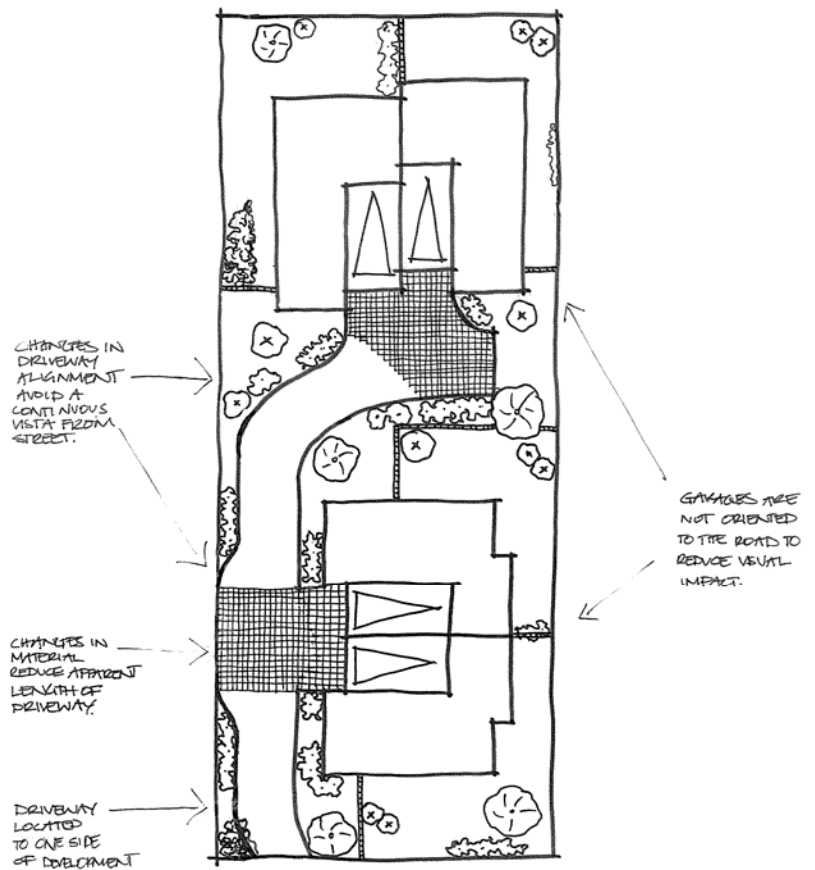 CHANGES IN
DRIVEWAY
ALIGNMENT
AVOID A
CONTINUOUS
VISTA FROM
STREET.
CHANGES IN
MATERIAL
REDUCE APPARENT
LENGTH OF
DRIVEWAY.
DRIVEWAY
LOCATED
TO ONE SIDE
OF DEVELOPMENT
GARAGES ARE
NOT ORIENTED
TO THE ROAD TO
REDUCE VISUAL
IMPACT.